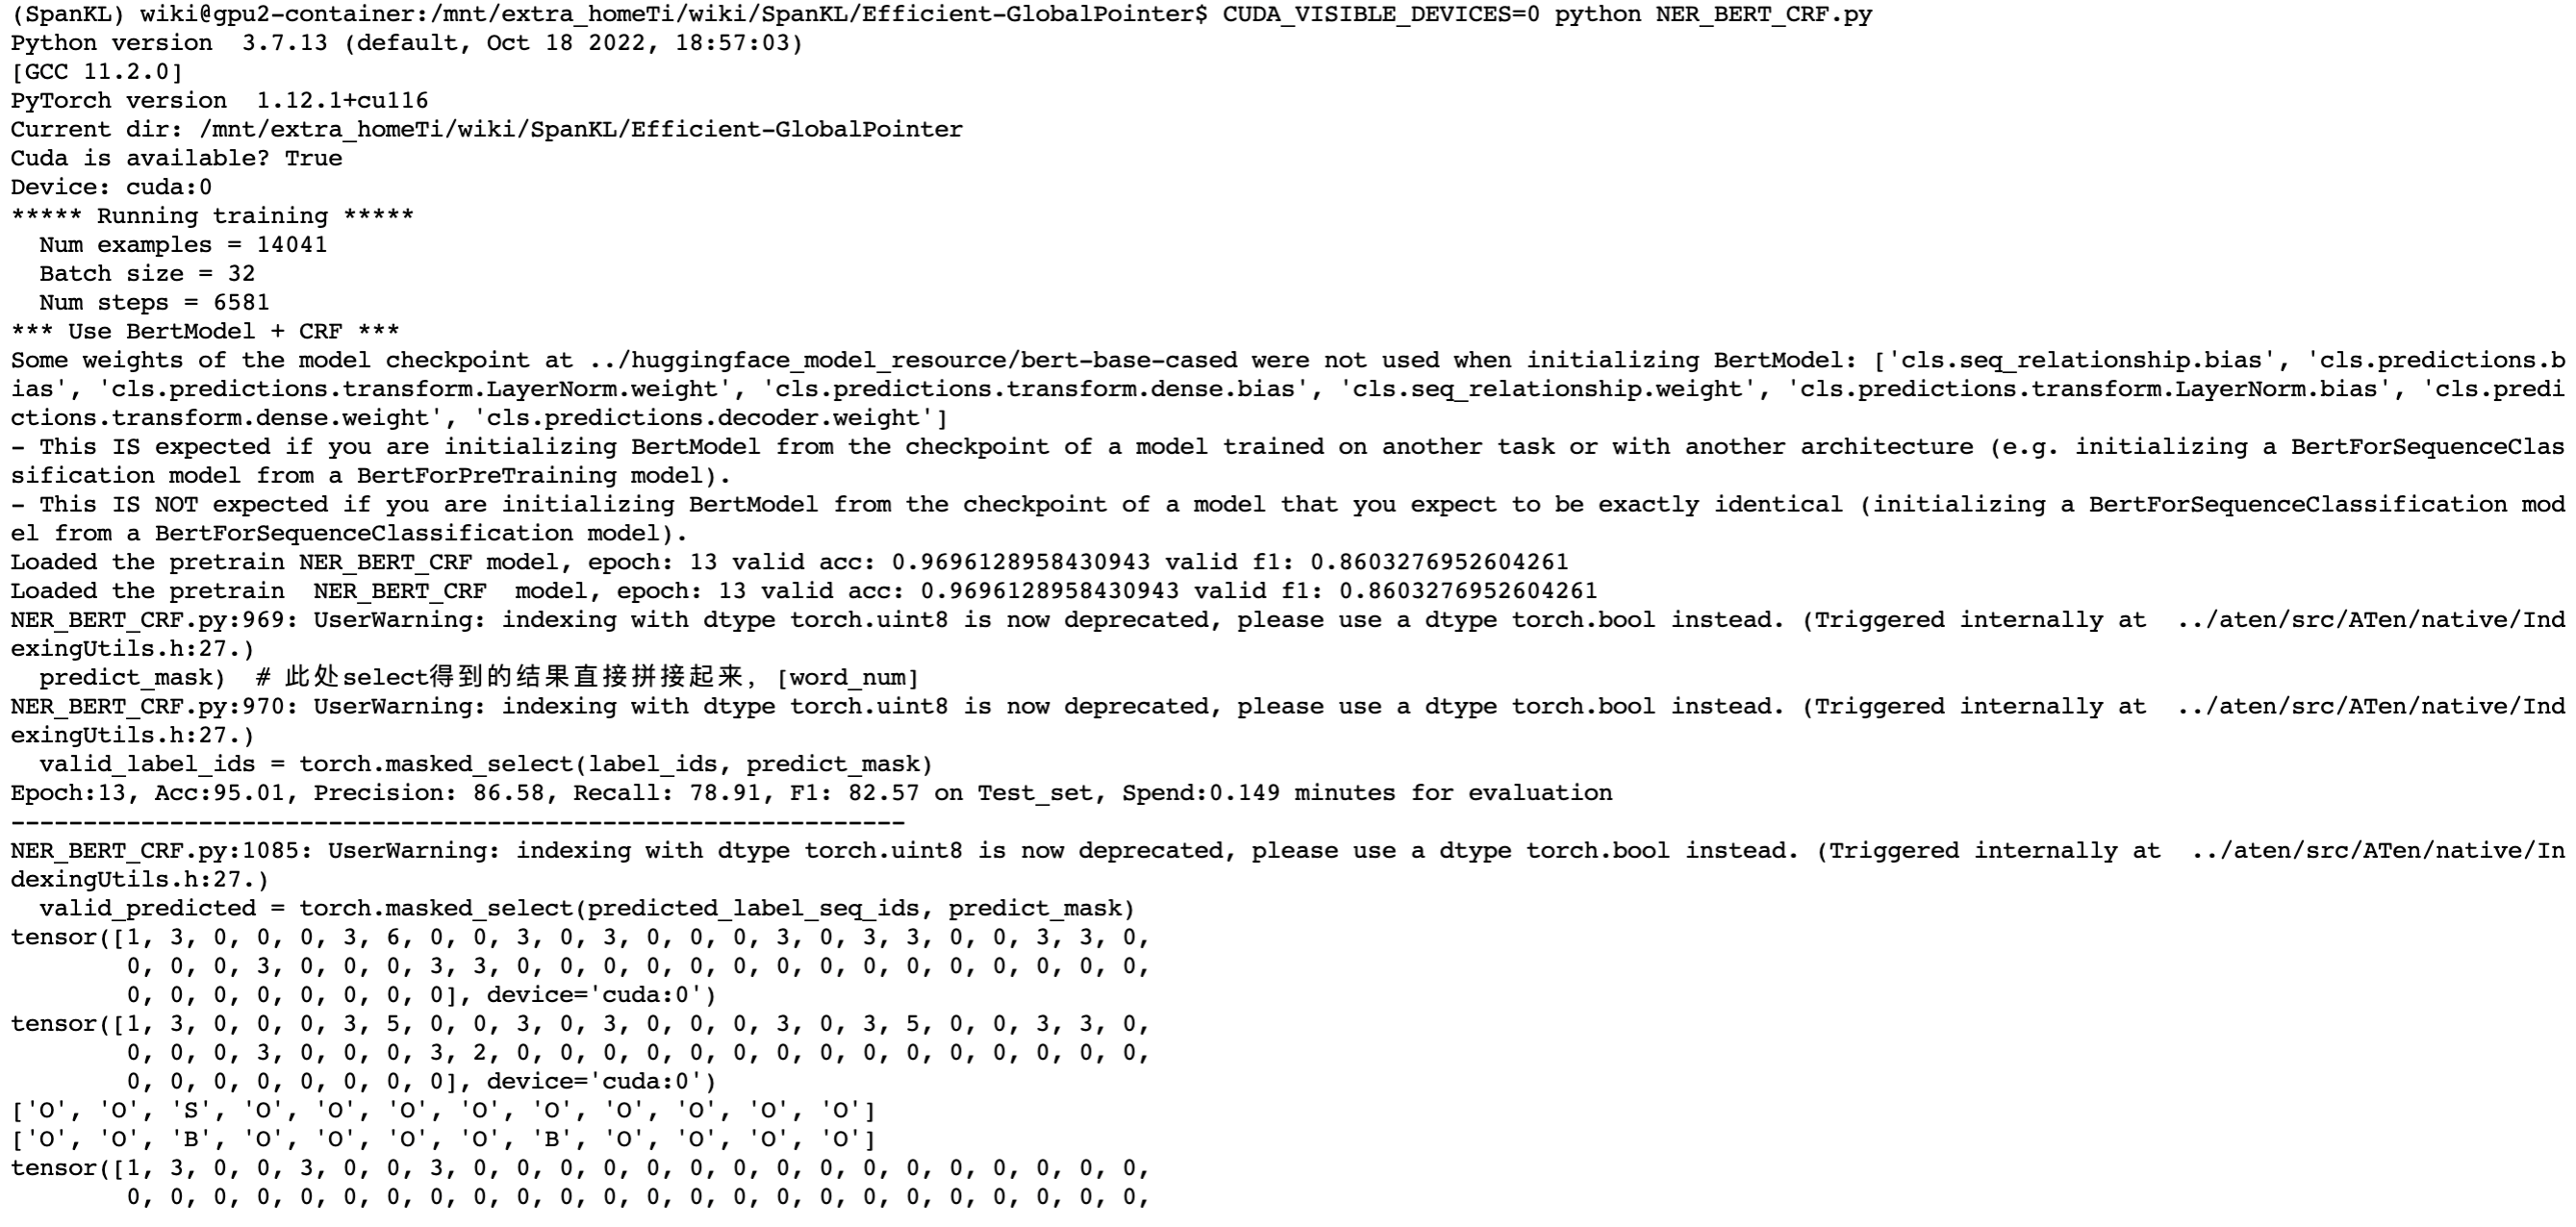 (SpanKL) wiki@gpu2-container:/mnt/extra_homeTi/wiki/SpanKL/Efficient-GlobalPointer$ CUDA_VISIBLE_DEVICES=0 python NER_BERT_CRF.py
Python version  3.7.13 (default, Oct 18 2022, 18:57:03)
[GCC 11.2.0]
PyTorch version  1.12.1+cu116
Current dir: /mnt/extra_homeTi/wiki/SpanKL/Efficient-GlobalPointer
Cuda is available? True
Device: cuda:0
***** Running training *****
  Num examples = 14041
  Batch size = 32
  Num steps = 6581
*** Use BertModel + CRF ***
Some weights of the model checkpoint at ../huggingface_model_resource/bert-base-cased were not used when initializing BertModel: ['cls.seq_relationship.bias', 'cls.predictions.b
ias', 'cls.predictions.transform.LayerNorm.weight', 'cls.predictions.transform.dense.bias', 'cls.seq_relationship.weight', 'cls.predictions.transform.LayerNorm.bias', 'cls.predi
ctions.transform.dense.weight', 'cls.predictions.decoder.weight']
- This IS expected if you are initializing BertModel from the checkpoint of a model trained on another task or with another architecture (e.g. initializing a BertForSequenceClas
sification model from a BertForPreTraining model).
- This IS NOT expected if you are initializing BertModel from the checkpoint of a model that you expect to be exactly identical (initializing a BertForSequenceClassification mod
el from a BertForSequenceClassification model).
Loaded the pretrain NER_BERT_CRF model, epoch: 13 valid acc: 0.9696128958430943 valid f1: 0.8603276952604261
Loaded the pretrain  NER_BERT_CRF  model, epoch: 13 valid acc: 0.9696128958430943 valid f1: 0.8603276952604261
NER_BERT_CRF.py:969: UserWarning: indexing with dtype torch.uint8 is now deprecated, please use a dtype torch.bool instead. (Triggered internally at  ../aten/src/ATen/native/Ind
exingUtils.h:27.)
  predict_mask)  # 此处select得到的结果直接拼接起来，[word_num]
NER_BERT_CRF.py:970: UserWarning: indexing with dtype torch.uint8 is now deprecated, please use a dtype torch.bool instead. (Triggered internally at  ../aten/src/ATen/native/Ind
exingUtils.h:27.)
  valid_label_ids = torch.masked_select(label_ids, predict_mask)
Epoch:13, Acc:95.01, Precision: 86.58, Recall: 78.91, F1: 82.57 on Test_set, Spend:0.149 minutes for evaluation
--------------------------------------------------------------
NER_BERT_CRF.py:1085: UserWarning: indexing with dtype torch.uint8 is now deprecated, please use a dtype torch.bool instead. (Triggered internally at  ../aten/src/ATen/native/In
dexingUtils.h:27.)
  valid_predicted = torch.masked_select(predicted_label_seq_ids, predict_mask)
tensor([1, 3, 0, 0, 0, 3, 6, 0, 0, 3, 0, 3, 0, 0, 0, 3, 0, 3, 3, 0, 0, 3, 3, 0,
        0, 0, 0, 3, 0, 0, 0, 3, 3, 0, 0, 0, 0, 0, 0, 0, 0, 0, 0, 0, 0, 0, 0, 0,
        0, 0, 0, 0, 0, 0, 0, 0], device='cuda:0')
tensor([1, 3, 0, 0, 0, 3, 5, 0, 0, 3, 0, 3, 0, 0, 0, 3, 0, 3, 5, 0, 0, 3, 3, 0,
        0, 0, 0, 3, 0, 0, 0, 3, 2, 0, 0, 0, 0, 0, 0, 0, 0, 0, 0, 0, 0, 0, 0, 0,
        0, 0, 0, 0, 0, 0, 0, 0], device='cuda:0')
['O', 'O', 'S', 'O', 'O', 'O', 'O', 'O', 'O', 'O', 'O', 'O']
['O', 'O', 'B', 'O', 'O', 'O', 'O', 'B', 'O', 'O', 'O', 'O']
tensor([1, 3, 0, 0, 3, 0, 0, 3, 0, 0, 0, 0, 0, 0, 0, 0, 0, 0, 0, 0, 0, 0, 0, 0,
        0, 0, 0, 0, 0, 0, 0, 0, 0, 0, 0, 0, 0, 0, 0, 0, 0, 0, 0, 0, 0, 0, 0, 0,